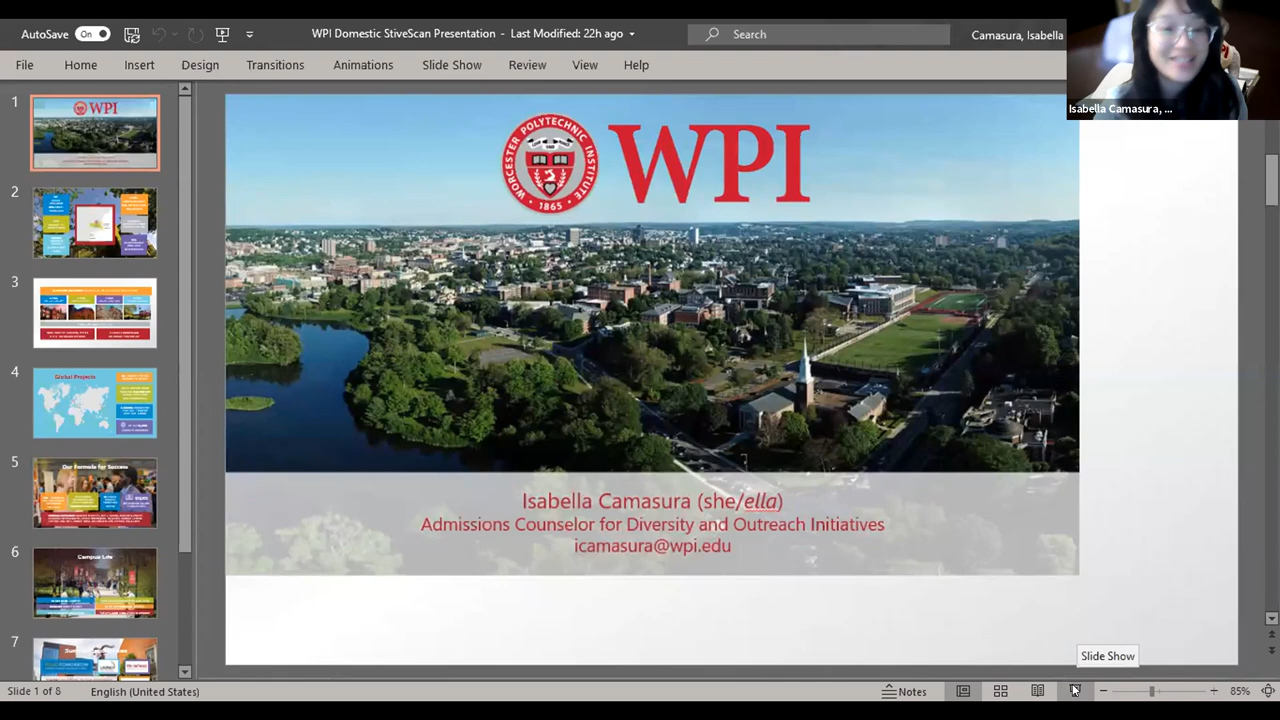 AutoSave
On
WPI Domestic StiveScan Presentation - Last Modified: 22h ago
Search
Camasura, Isabella
File
Home
Insert
Design
Transitions
Animations
Slide Show
Review
View
Help
Isabella Camasura, ...
1
WPI
2
3
4
Global Projects
5
Our Formula for Success
6
Campus Life
7
WORCESTER POLYTECHNIC INSTITUTE
1865
WPI
Isabella Camasura (she/ella)
Admissions Counselor for Diversity and Outreach Initiatives
icamasura@wpi.edu
Slide Show
Slide 1 of 8
English (United States)
Notes
85%